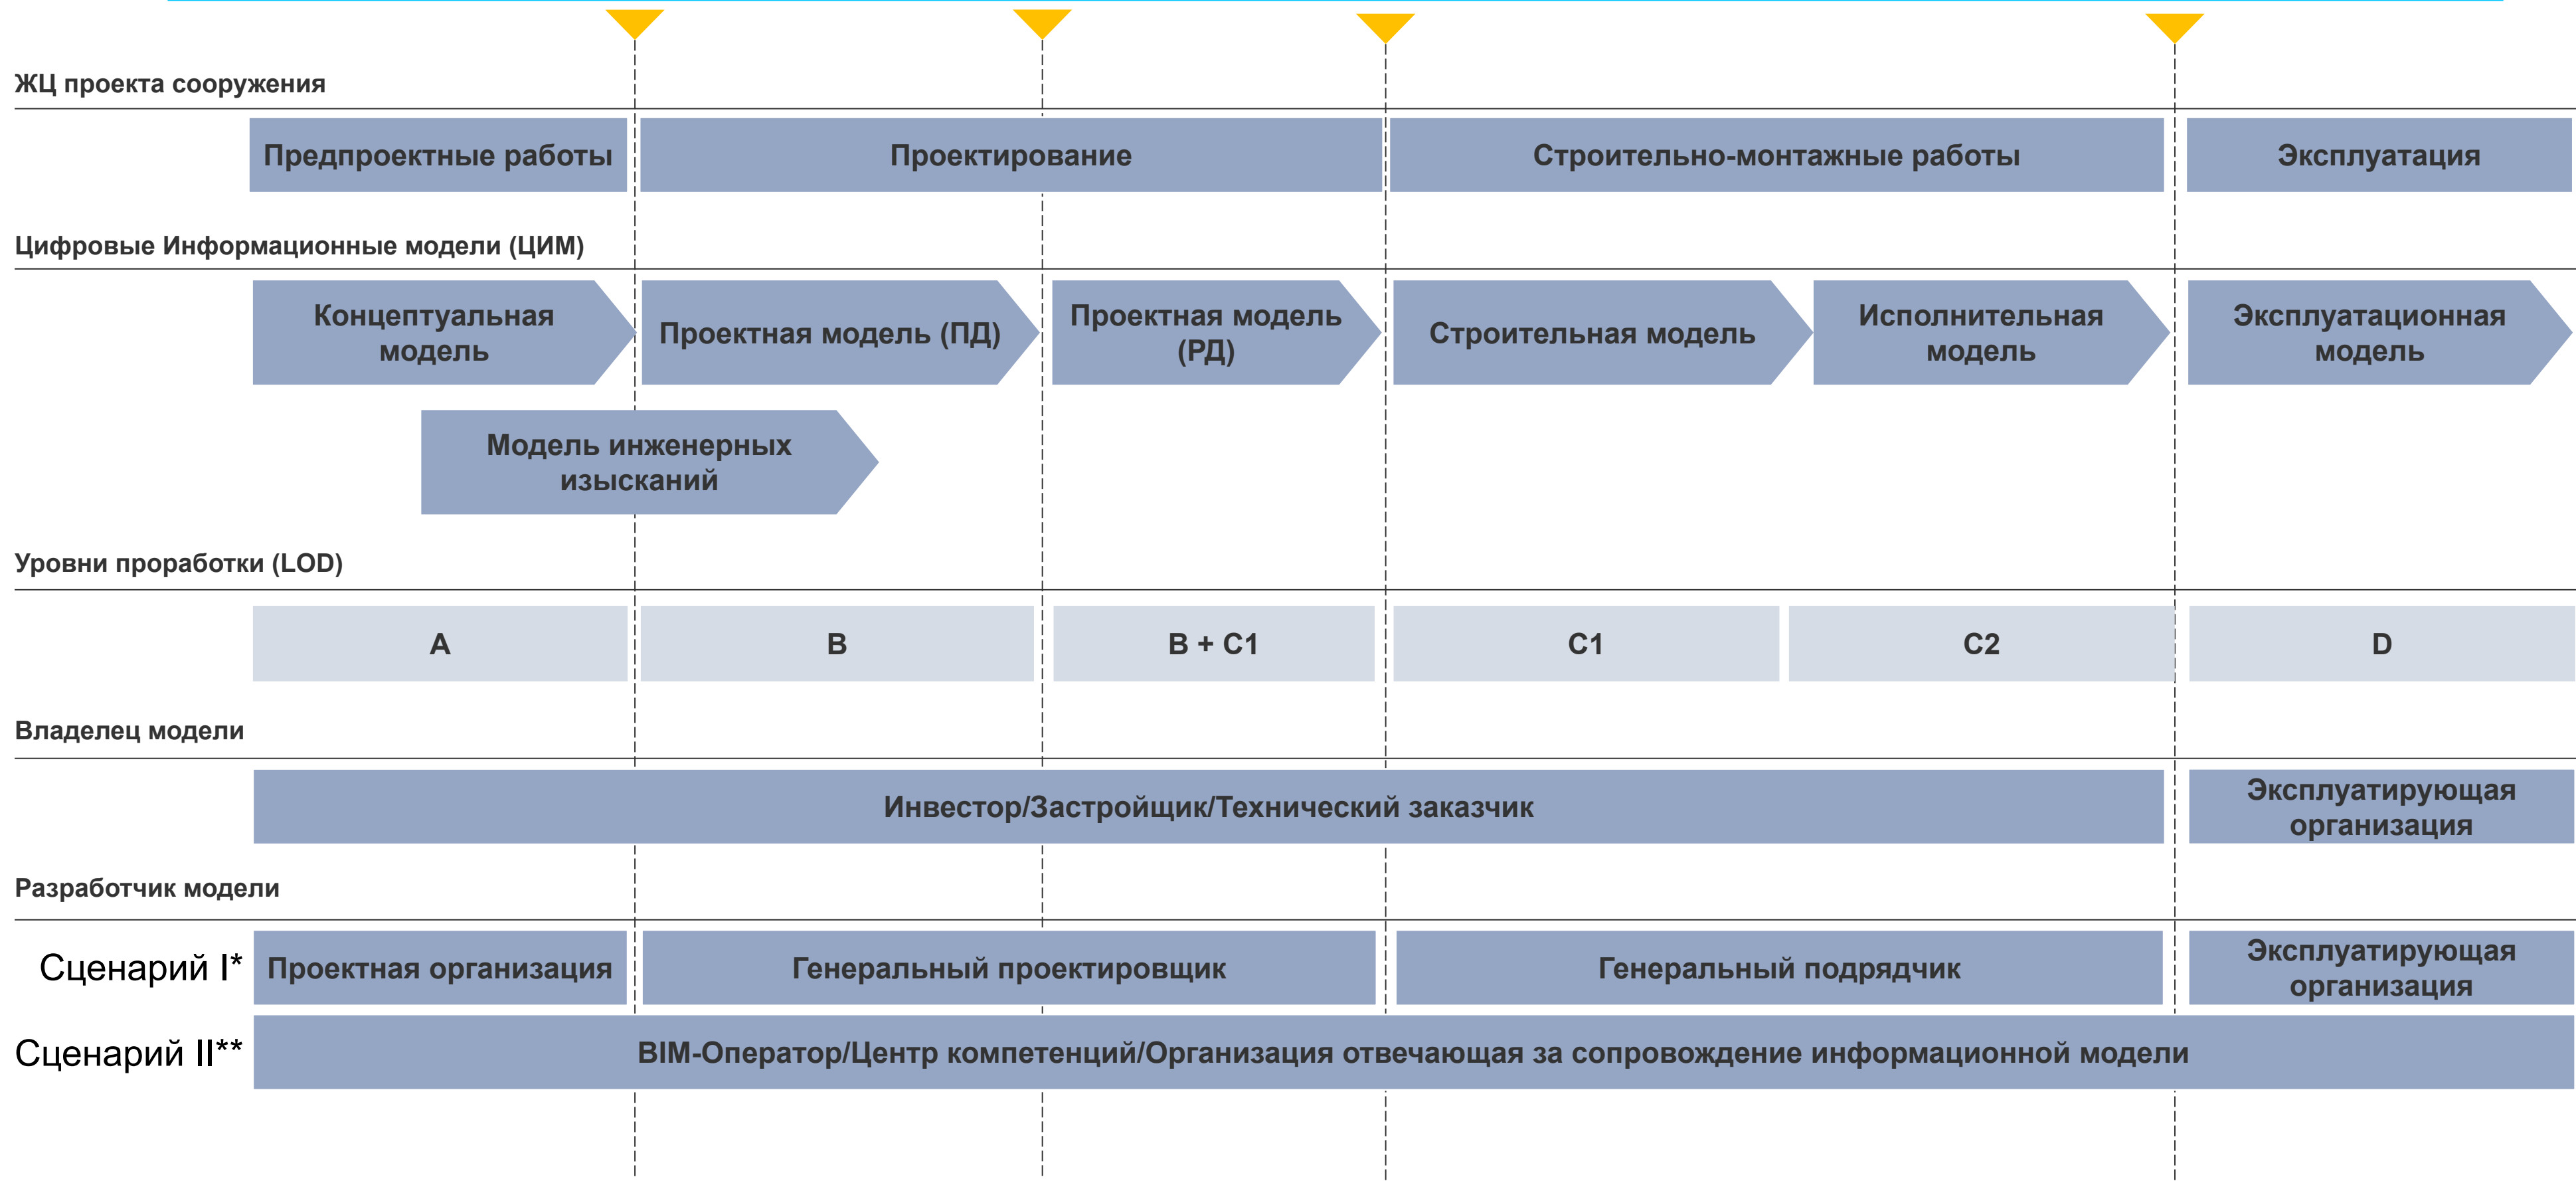 ЖЦ проекта сооружения
Предпроектные работы
Проектирование
Строительно-монтажные работы
Эксплуатация
Цифровые Информационные модели (ЦИМ)
Концептуальная
модель
Проектная модель (ПД)
Проектная модель
(РД)
Строительная модель
Исполнительная
модель
Эксплуатационная
модель
Модель инженерных
изысканий
Уровни проработки (LOD)
A
B
B + C1
C1
C2
D
Владелец модели
Инвестор/Застройщик/Технический заказчик
Эксплуатирующая
организация
Разработчик модели
Сценарий I*
Проектная организация
Генеральный проектировщик
Генеральный подрядчик
Эксплуатирующая
организация
Сценарий II**
BIM-Оператор/Центр компетенций/Организация отвечающая за сопровождение информационной модели